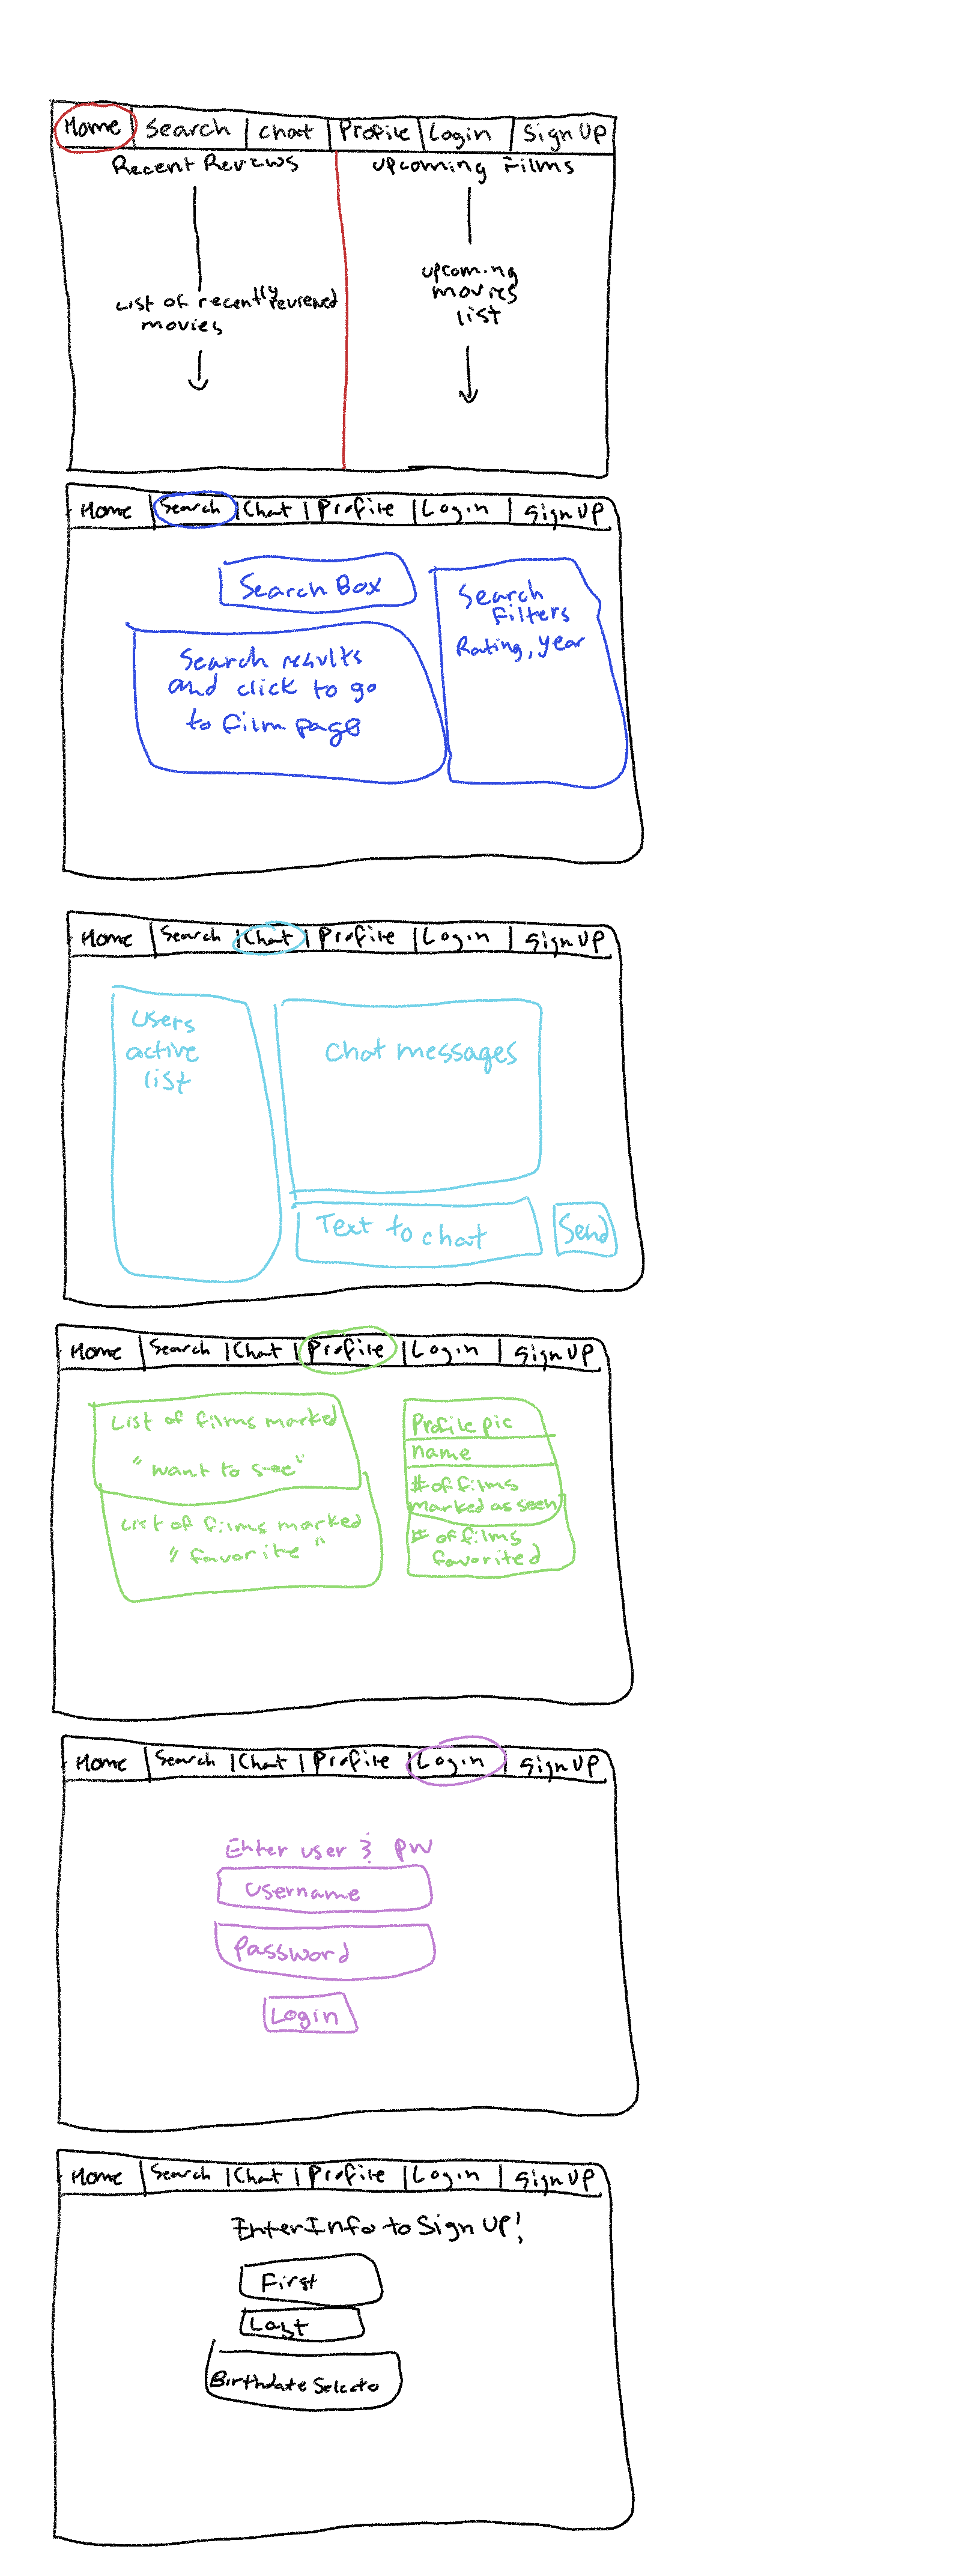 Home Search Chat Profile Login Sign Up
Recent Reviews Upcoming Films
List of recently reviewed
movies
upcoming
movies
list
Home Search Chat Profile Login Sign UP
Search Box
Search
Filters
Rating, year
Search results
and click to go
to film page
Home Search Chat Profile Login Sign UP
Users
active
list
Chat messages
Text to chat
Send
Home Search Chat Profile Login Sign UP
List of films marked
"want to see"
List of films marked
"favorite"
Profile pic
name
# of films
marked as seen
# of films
favorited
Home Search Chat Profile Login Sign UP
Enter user & pw
Username
Password
Login
Home Search Chat Profile Login Sign UP
Enter Info to Sign Up!
First
Last
Birthdate Selecto